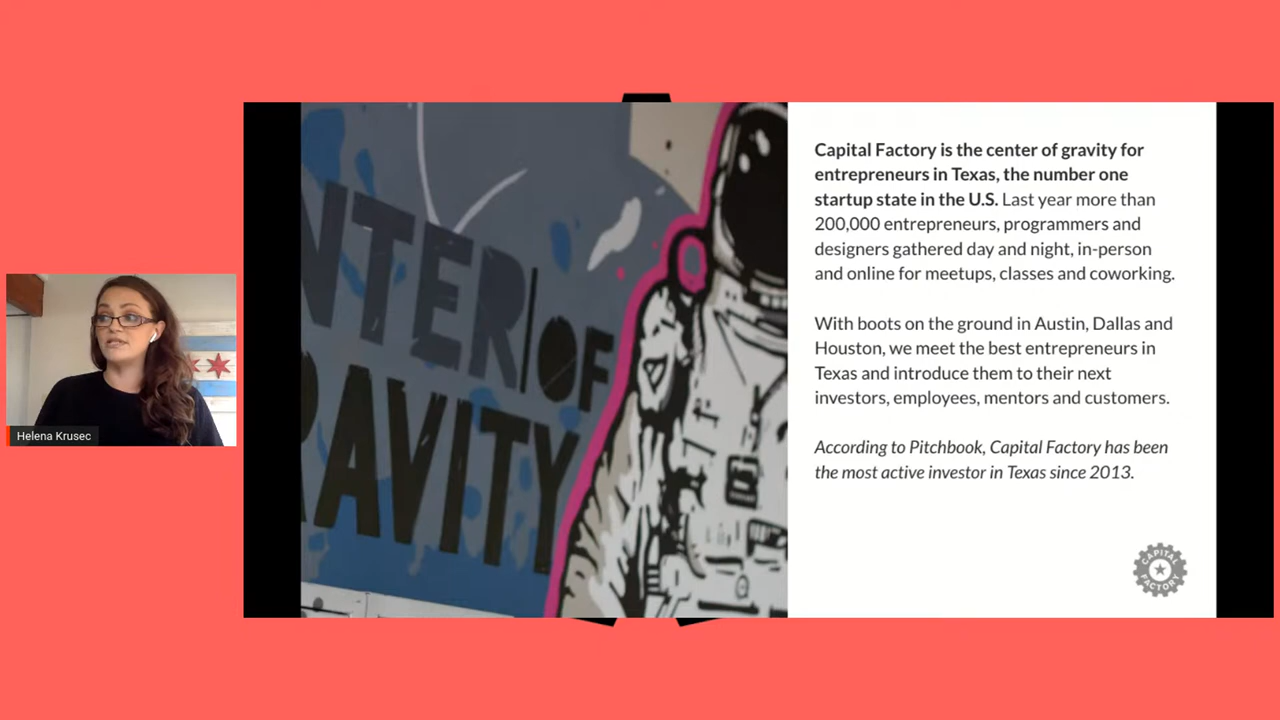 NTER OF
RAVITY
Capital Factory is the center of gravity for
entrepreneurs in Texas, the number one
startup state in the U.S. Last year more than
200,000 entrepreneurs, programmers and
designers gathered day and night, in-person
and online for meetups, classes and coworking.
With boots on the ground in Austin, Dallas and
Houston, we meet the best entrepreneurs in
Texas and introduce them to their next
investors, employees, mentors and customers.
According to Pitchbook, Capital Factory has been
the most active investor in Texas since 2013.
CAPITAL
FACTORY
Helena Krusec